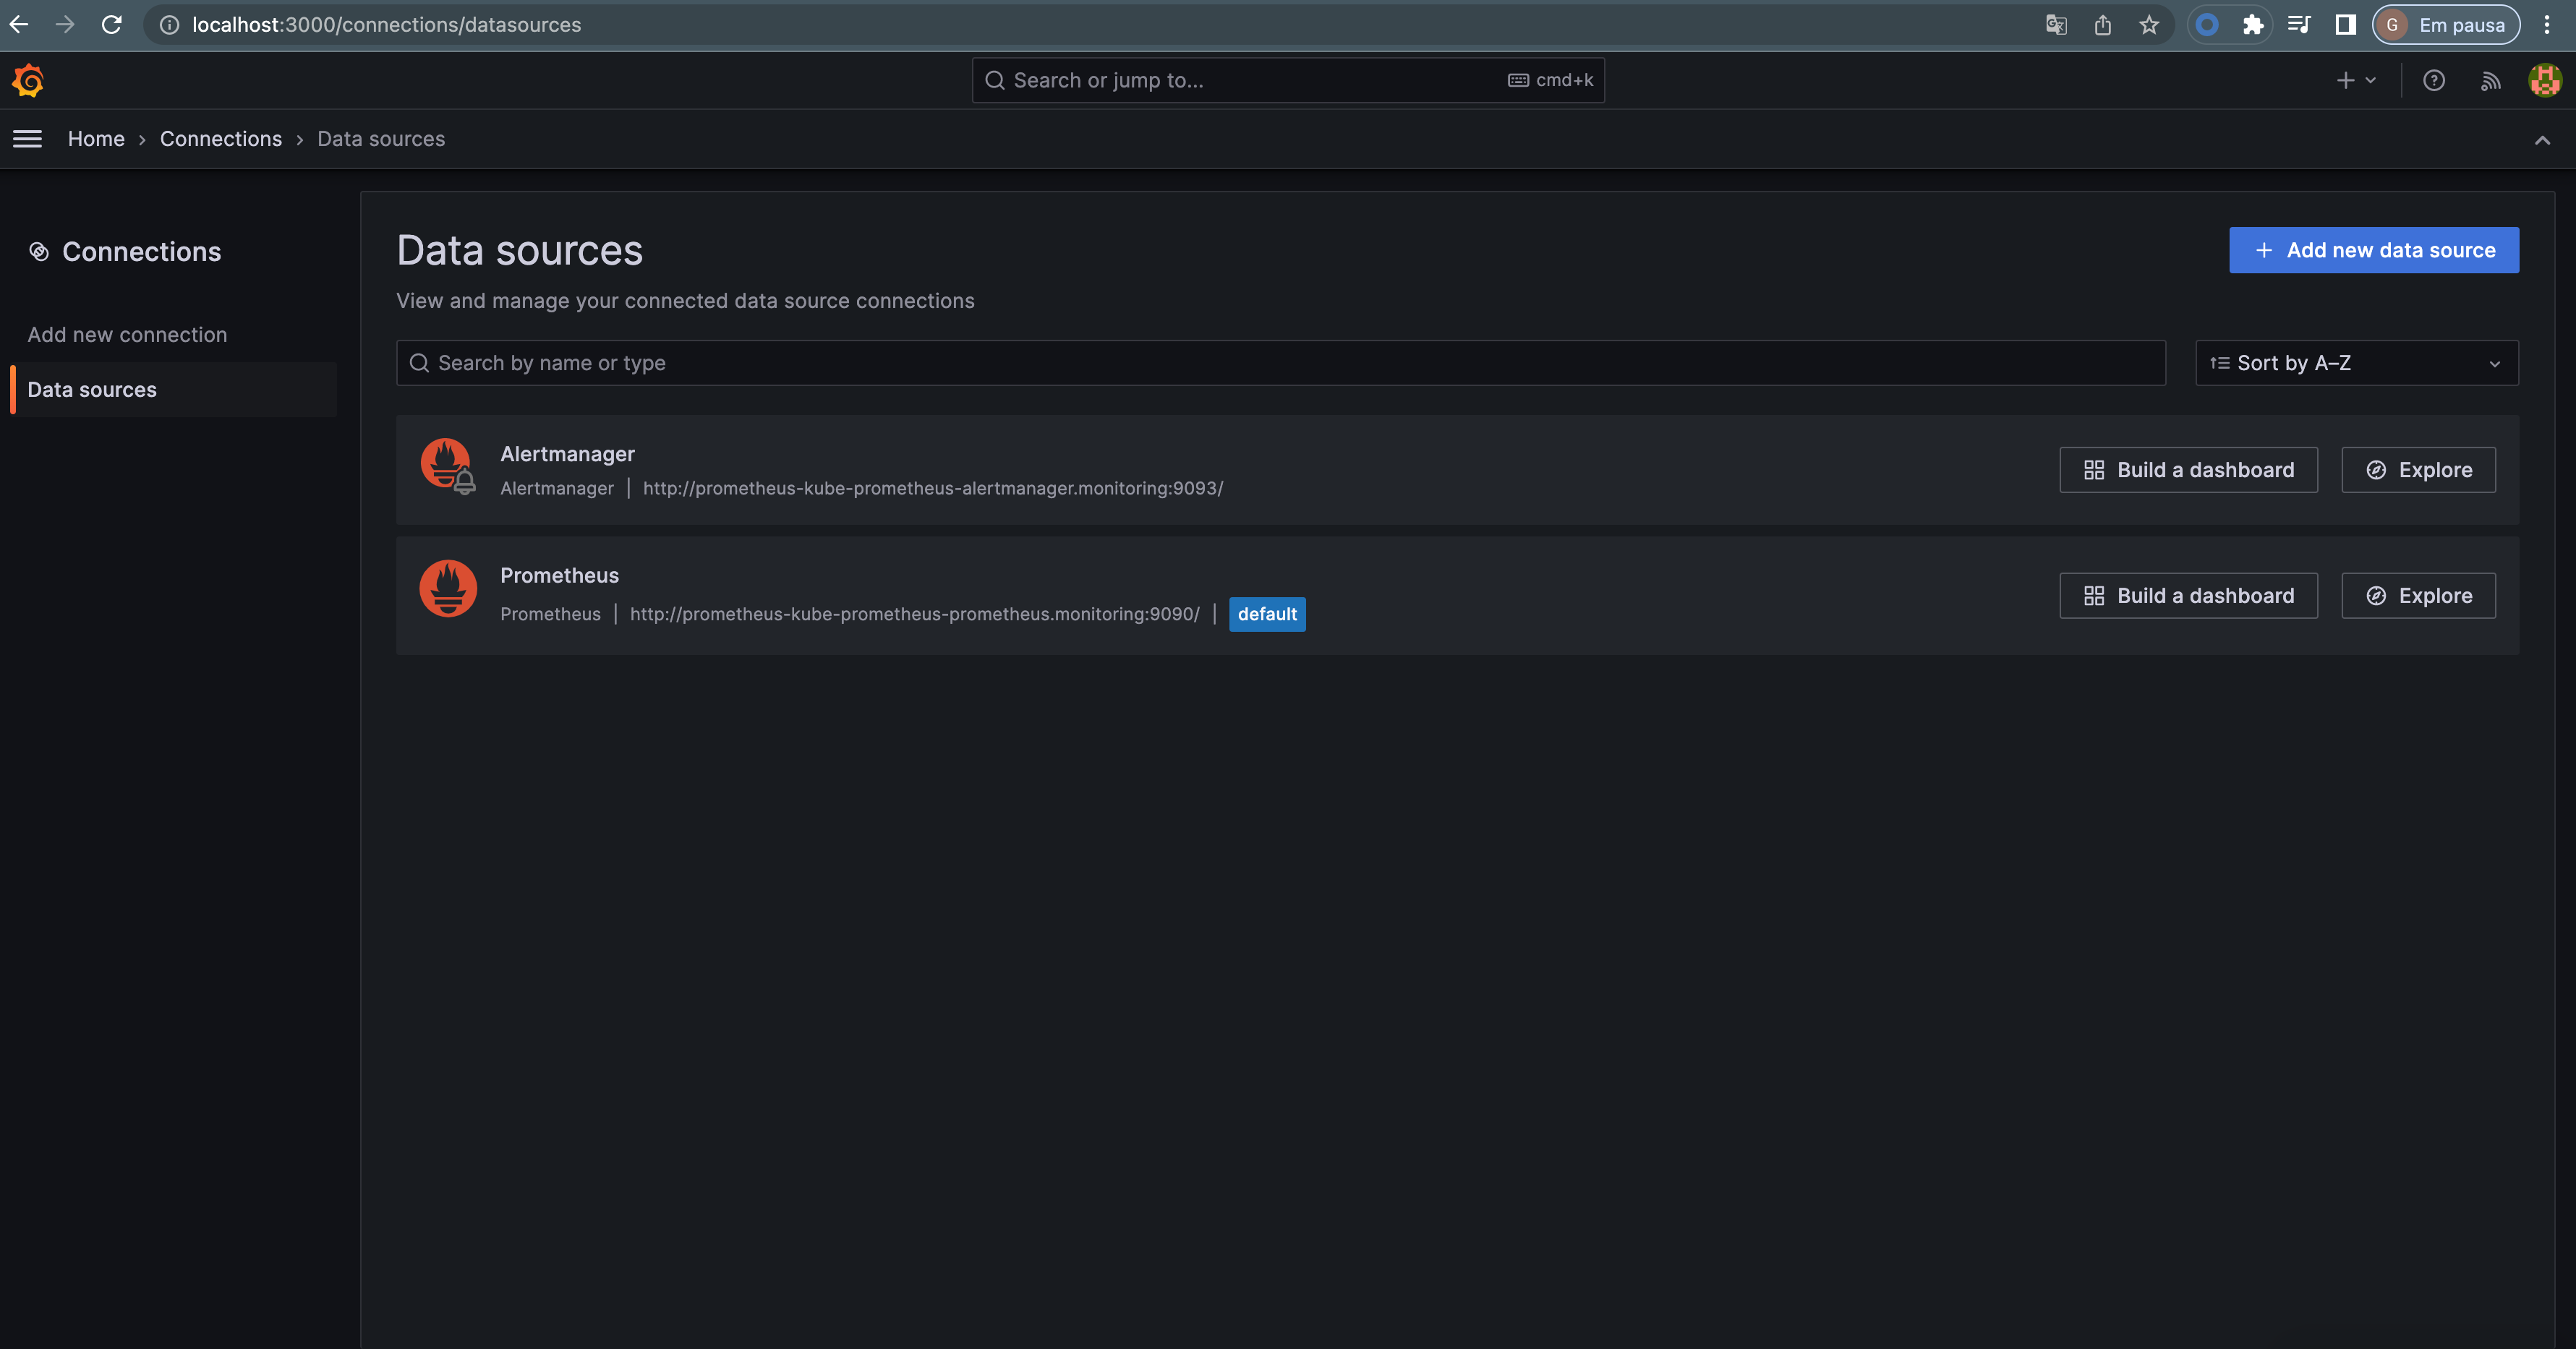 localhost:3000/connections/datasources
G Em pausa
Search or jump to... cmd+k
Home › Connections › Data sources
Connections
Add new connection
Data sources
Data sources
Add new data source
View and manage your connected data source connections
Search by name or type
Sort by A–Z
Alertmanager
Alertmanager | http://prometheus-kube-prometheus-alertmanager.monitoring:9093/
Build a dashboard
Explore
Prometheus
Prometheus | http://prometheus-kube-prometheus-prometheus.monitoring:9090/ | default
Build a dashboard
Explore